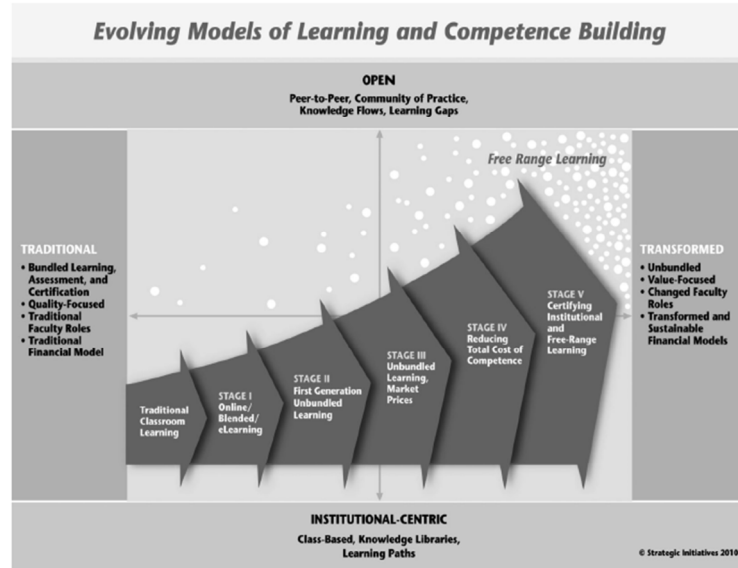 Evolving Models of Learning and Competence Building
OPEN
Peer-to-Peer, Community of Practice,
Knowledge Flows, Learning Gaps
Free Range Learning
TRADITIONAL
• Bundled Learning,
Assessment, and
Certification
• Quality-Focused
• Traditional
Faculty Roles
• Traditional
Financial Model
Traditional
Classroom
Learning
STAGE I
Online/
Blended/
eLearning
STAGE II
First Generation
Unbundled
Learning
STAGE III
Unbundled
Learning,
Market
Prices
STAGE IV
Reducing
Total Cost of
Competence
STAGE V
Certifying
Institutional
and
Free-Range
Learning
TRANSFORMED
• Unbundled
• Value-Focused
• Changed Faculty
Roles
• Transformed and
Sustainable
Financial Models
INSTITUTIONAL-CENTRIC
Class-Based, Knowledge Libraries,
Learning Paths
© Strategic Initiatives 2010